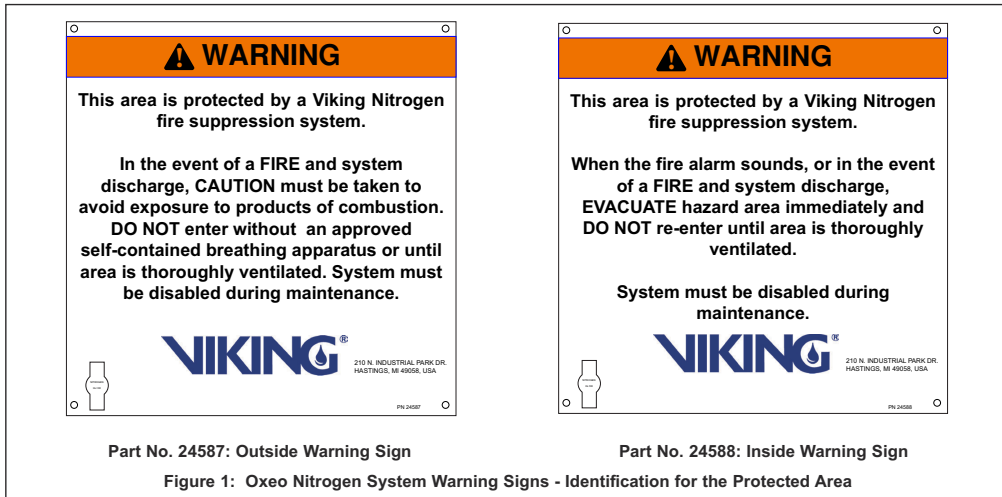 WARNING
This area is protected by a Viking Nitrogen
fire suppression system.
In the event of a FIRE and system
discharge, CAUTION must be taken to
avoid exposure to products of combustion.
DO NOT enter without an approved
self-contained breathing apparatus or until
area is thoroughly ventilated. System must
be disabled during maintenance.
VIKING®
210 N. INDUSTRIAL PARK DR.
HASTINGS, MI 49058, USA
PN 24587
WARNING
This area is protected by a Viking Nitrogen
fire suppression system.
When the fire alarm sounds, or in the event
of a FIRE and system discharge,
EVACUATE hazard area immediately and
DO NOT re-enter until area is thoroughly
ventilated.
System must be disabled during
maintenance.
VIKING®
210 N. INDUSTRIAL PARK DR.
HASTINGS, MI 49058, USA
PN 24588
Part No. 24587: Outside Warning Sign
Part No. 24588: Inside Warning Sign
Figure 1: Oxeo Nitrogen System Warning Signs - Identification for the Protected Area